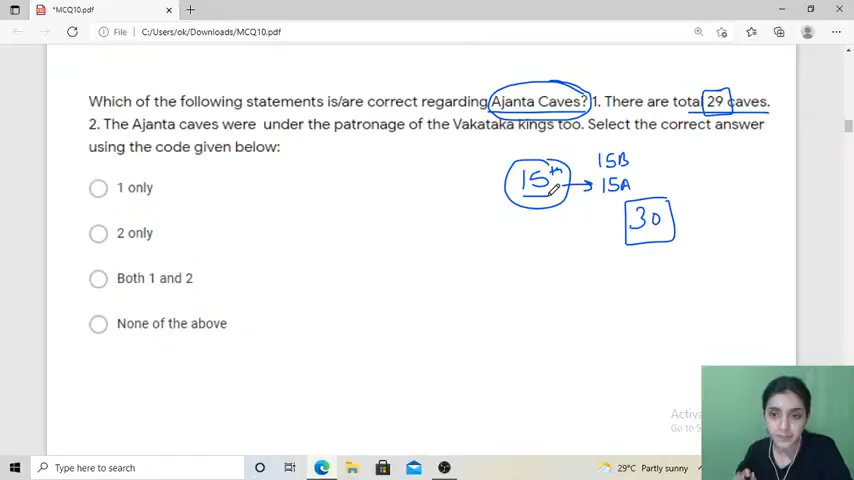 *MCQ10.pdf
File
C:/Users/ok/Downloads/MCQ10.pdf
Which of the following statements is/are correct regarding Ajanta Caves? 1. There are total 29 caves.
2. The Ajanta caves were under the patronage of the Vakataka kings too. Select the correct answer
using the code given below:
15th
15B
15A
30
1 only
2 only
Both 1 and 2
None of the above
Activa
Go to S
Type here to search
29°C Partly sunny